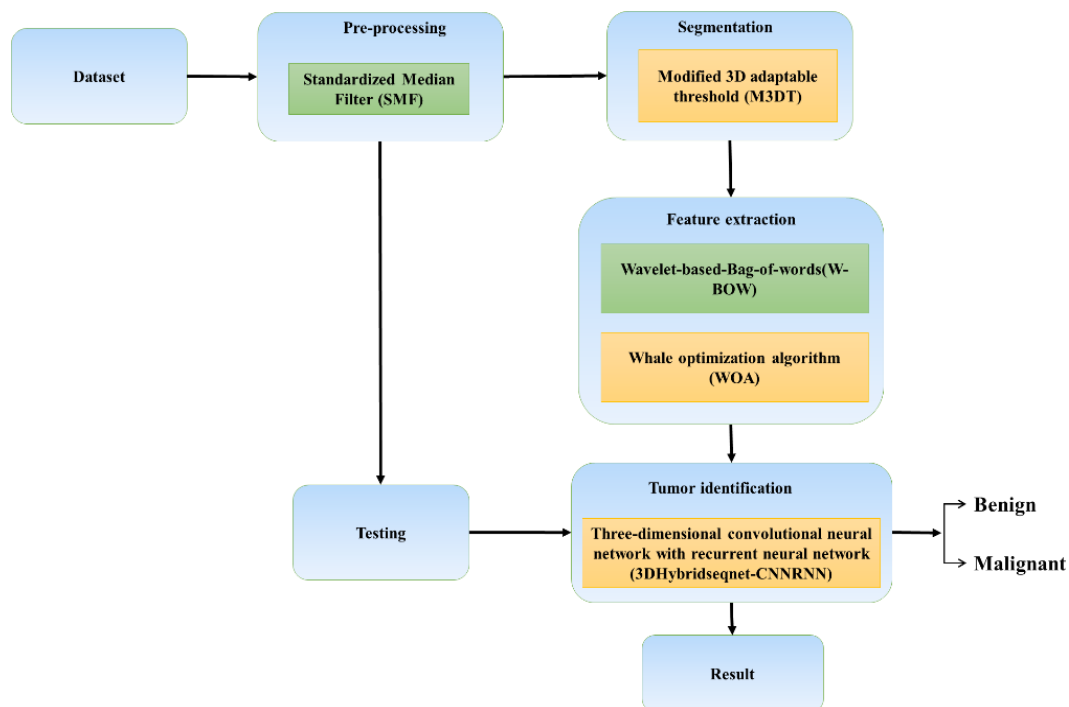 Dataset
Pre-processing
Standardized Median
Filter (SMF)
Segmentation
Modified 3D adaptable
threshold (M3DT)
Feature extraction
Wavelet-based-Bag-of-words(W-
BOW)
Whale optimization algorithm
(WOA)
Testing
Tumor identification
Three-dimensional convolutional neural
network with recurrent neural network
(3DHybridseqnet-CNNRNN)
Benign
Malignant
Result